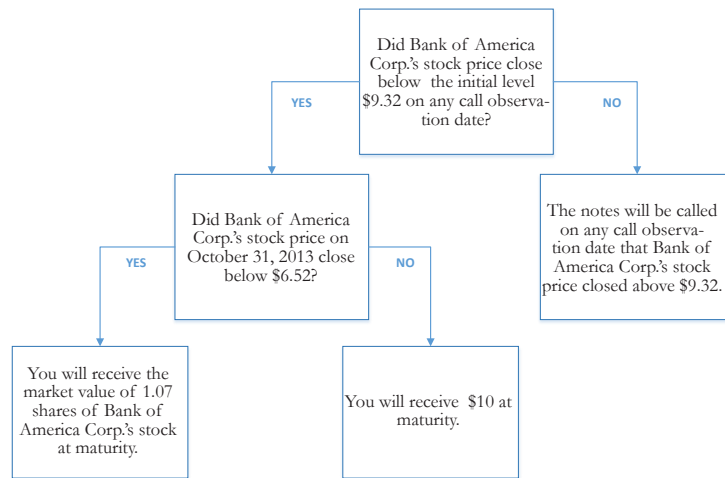 Did Bank of America
Corp.'s stock price close
below the initial level
$9.32 on any call observa-
tion date?
YES
NO
Did Bank of America
Corp.'s stock price on
October 31, 2013 close
below $6.52?
The notes will be called
on any call observa-
tion date that Bank of
America Corp.'s stock
price closed above $9.32.
YES
NO
You will receive the
market value of 1.07
shares of Bank of
America Corp.'s stock
at maturity.
You will receive $10 at
maturity.